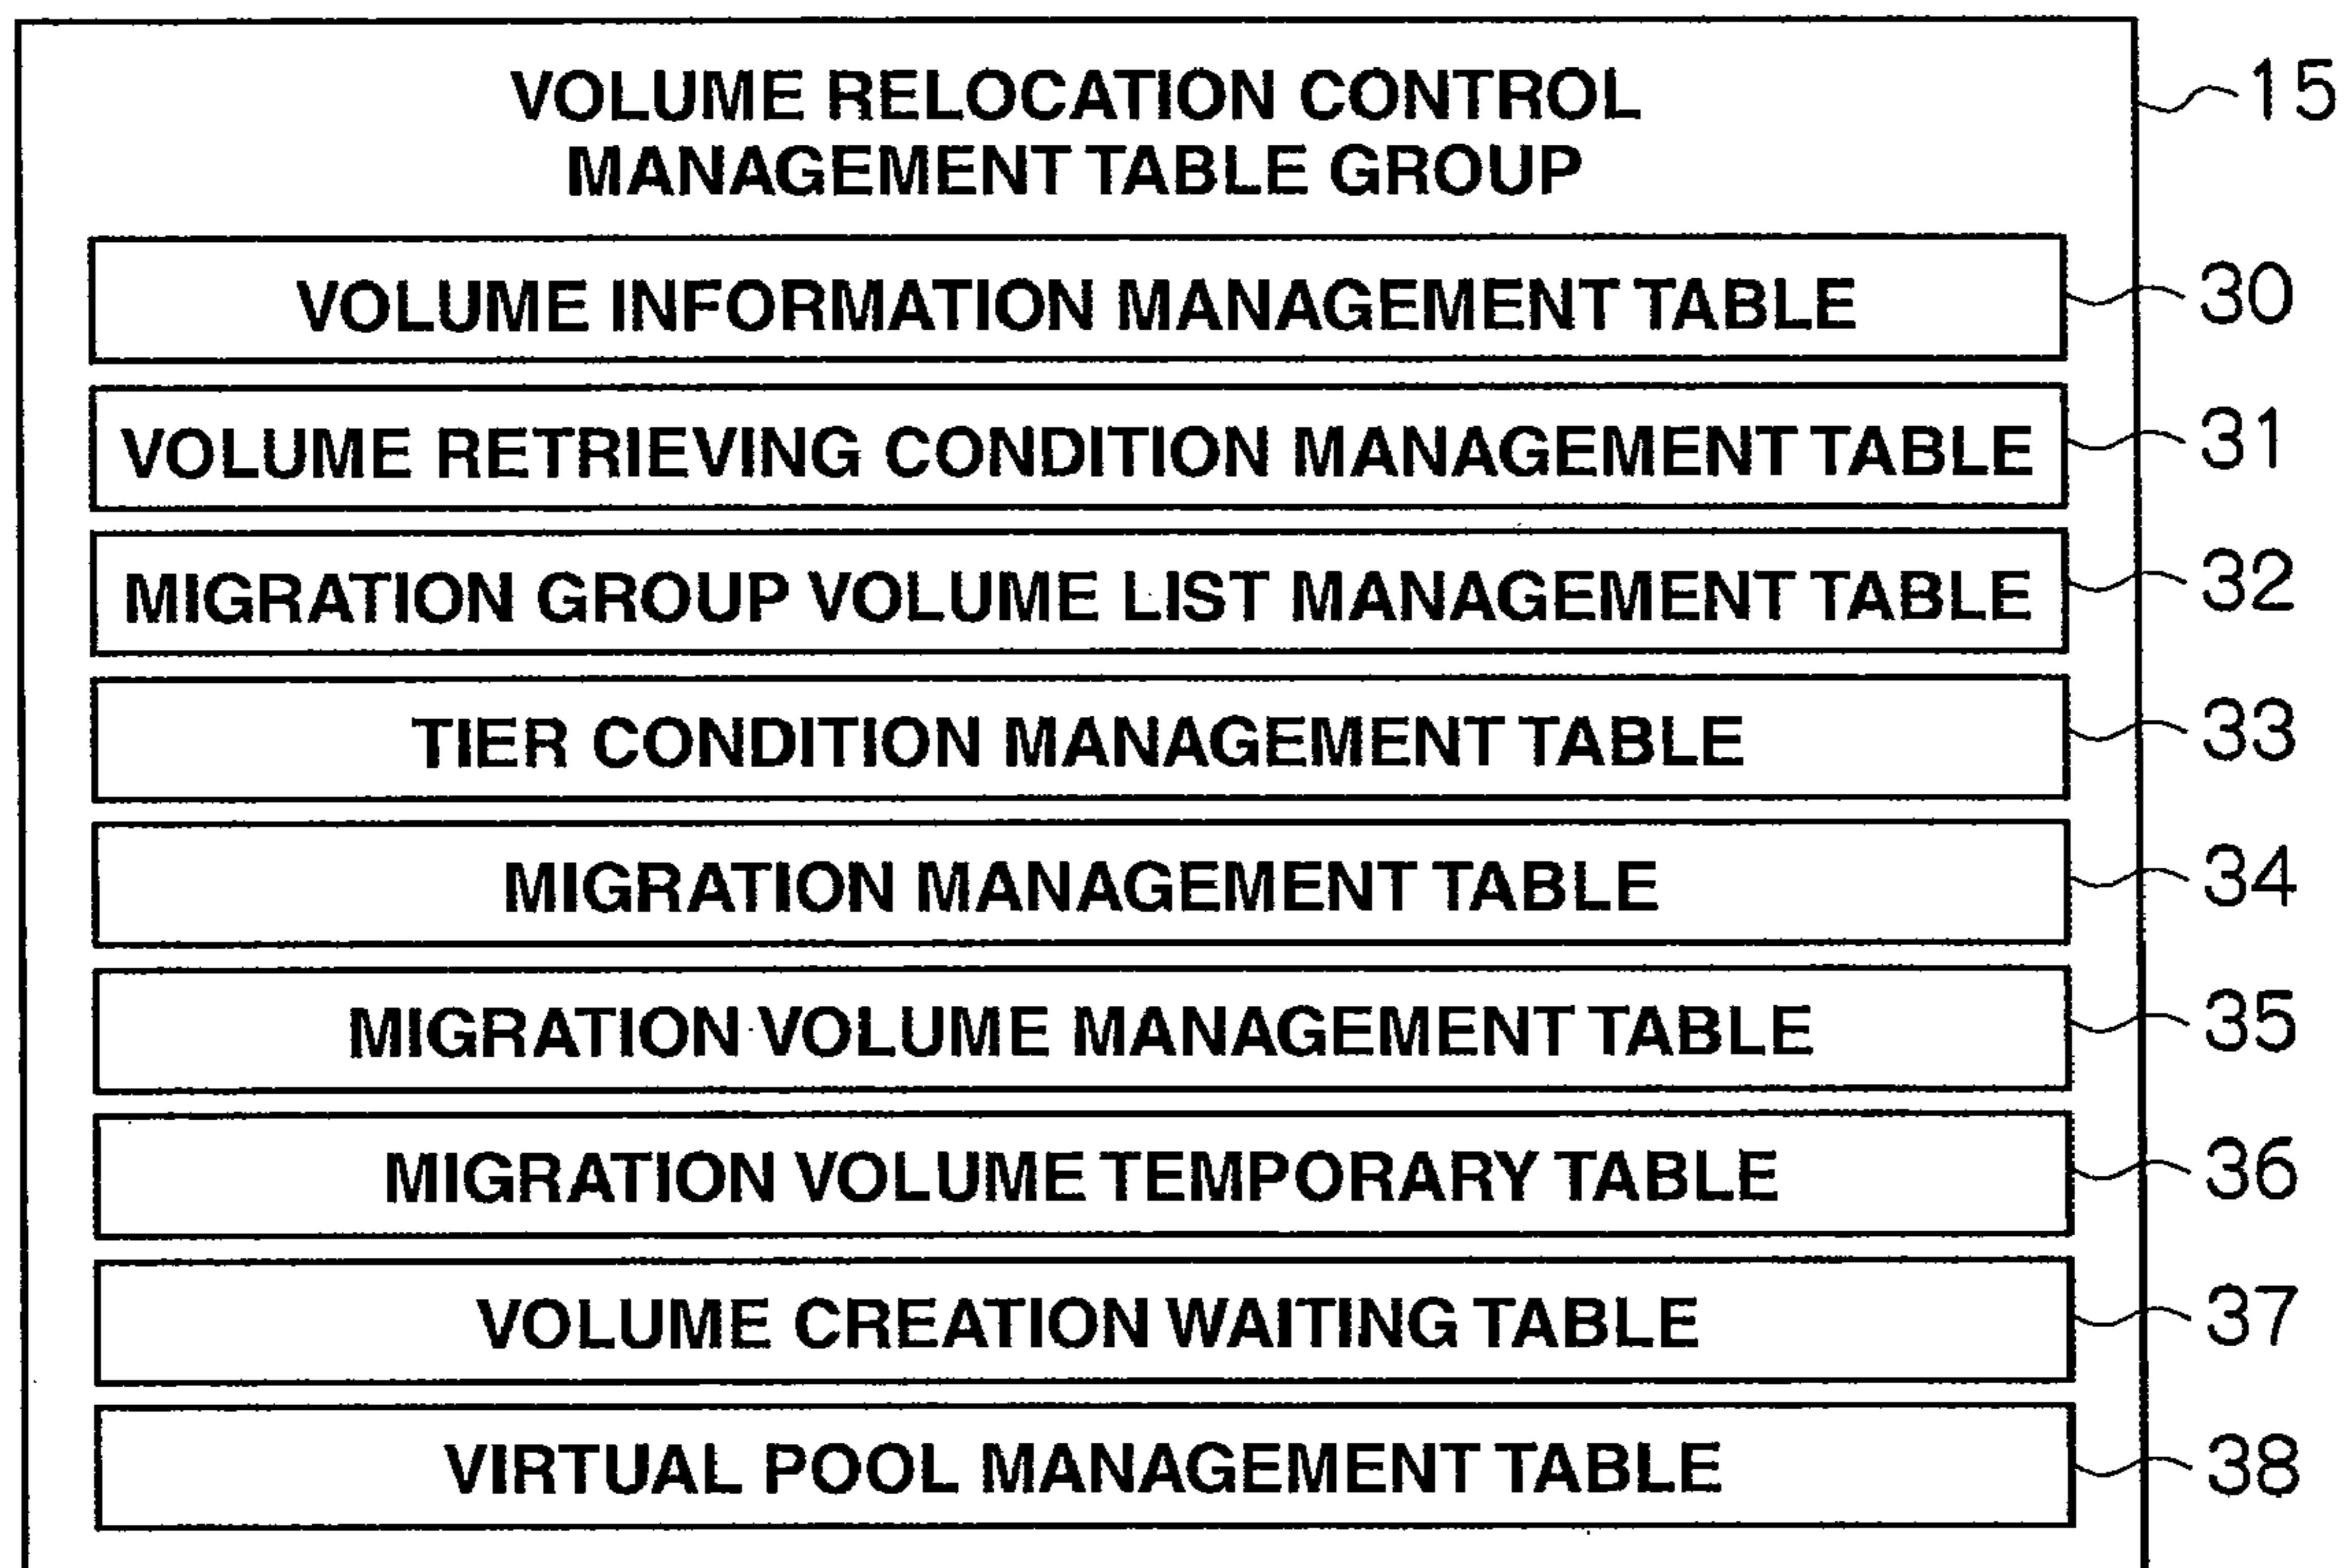 VOLUME RELOCATION CONTROL 15
MANAGEMENT TABLE GROUP
VOLUME INFORMATION MANAGEMENT TABLE 30
VOLUME RETRIEVING CONDITION MANAGEMENT TABLE 31
MIGRATION GROUP VOLUME LIST MANAGEMENT TABLE 32
TIER CONDITION MANAGEMENT TABLE 33
MIGRATION MANAGEMENT TABLE 34
MIGRATION VOLUME MANAGEMENT TABLE 35
MIGRATION VOLUME TEMPORARY TABLE 36
VOLUME CREATION WAITING TABLE 37
VIRTUAL POOL MANAGEMENT TABLE 38